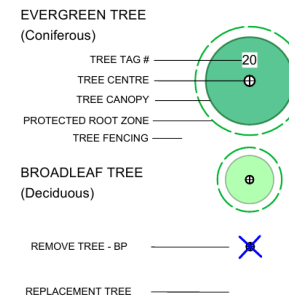 EVERGREEN TREE
(Coniferous)
TREE TAG #
20
TREE CENTRE
TREE CANOPY
PROTECTED ROOT ZONE
TREE FENCING
BROADLEAF TREE
(Deciduous)
REMOVE TREE - BP
REPLACEMENT TREE